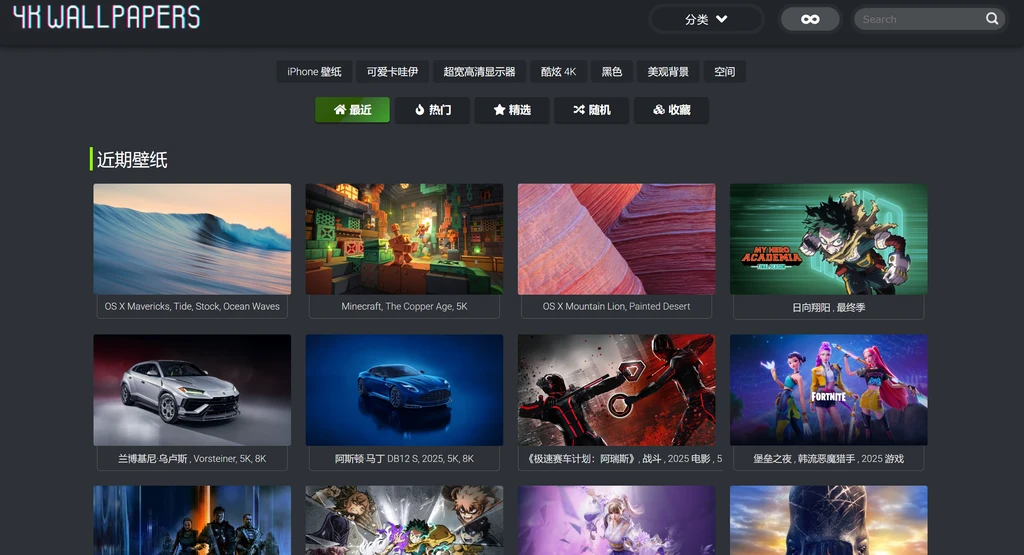 4K WALLPAPERS
分类
Search
iPhone 壁纸
可爱卡哇伊
超宽高清显示器
酷炫 4K
黑色
美观背景
空间
最近
热门
精选
随机
收藏
近期壁纸
MY HERO
ACADEMIA
OS X Mavericks, Tide, Stock, Ocean Waves
Minecraft, The Copper Age, 5K
OS X Mountain Lion, Painted Desert
日向翔阳 , 最终季
FORTNITE
兰博基尼·乌卢斯 , Vorsteiner, 5K, 8K
阿斯顿·马丁 DB12 S, 2025, 5K, 8K
《极速赛车计划：阿瑞斯》, 战斗 , 2025 电影 , 5
堡垒之夜 , 韩流恶魔猎手 , 2025 游戏